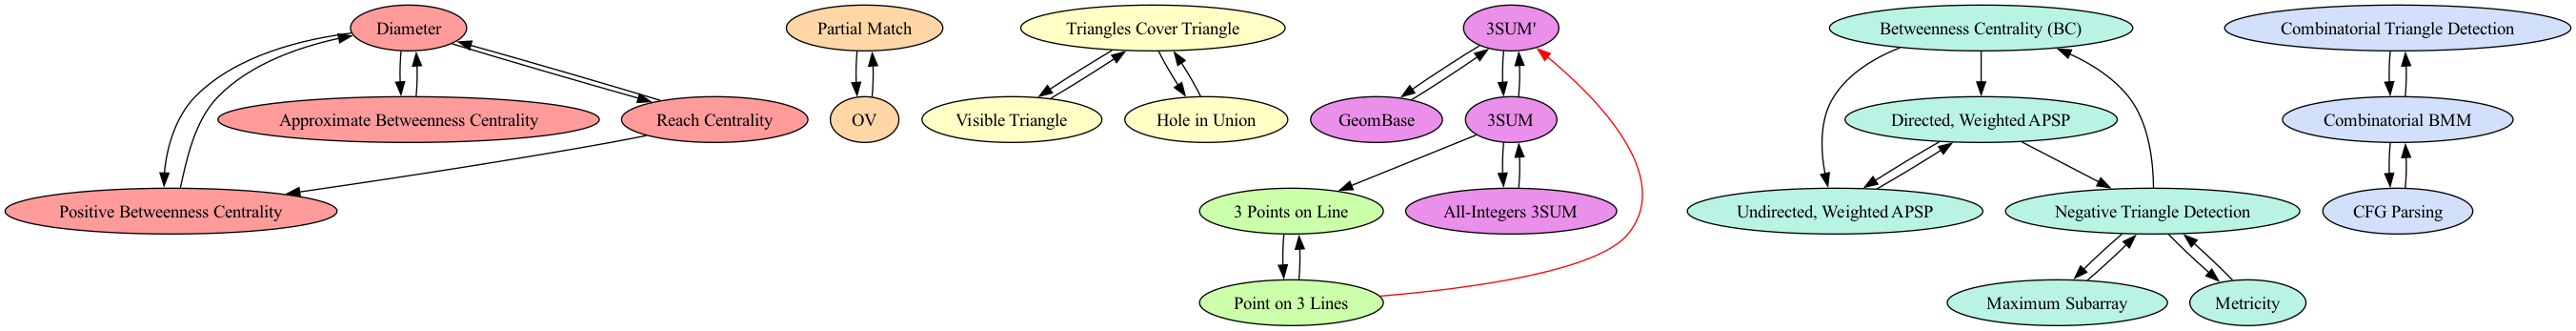 Diameter
Partial Match
Triangles Cover Triangle
3SUM'
Betweenness Centrality (BC)
Combinatorial Triangle Detection
Approximate Betweenness Centrality
Reach Centrality
OV
Visible Triangle
Hole in Union
GeomBase
3SUM
Directed, Weighted APSP
Combinatorial BMM
Positive Betweenness Centrality
3 Points on Line
All-Integers 3SUM
Undirected, Weighted APSP
Negative Triangle Detection
CFG Parsing
Point on 3 Lines
Maximum Subarray
Metricity